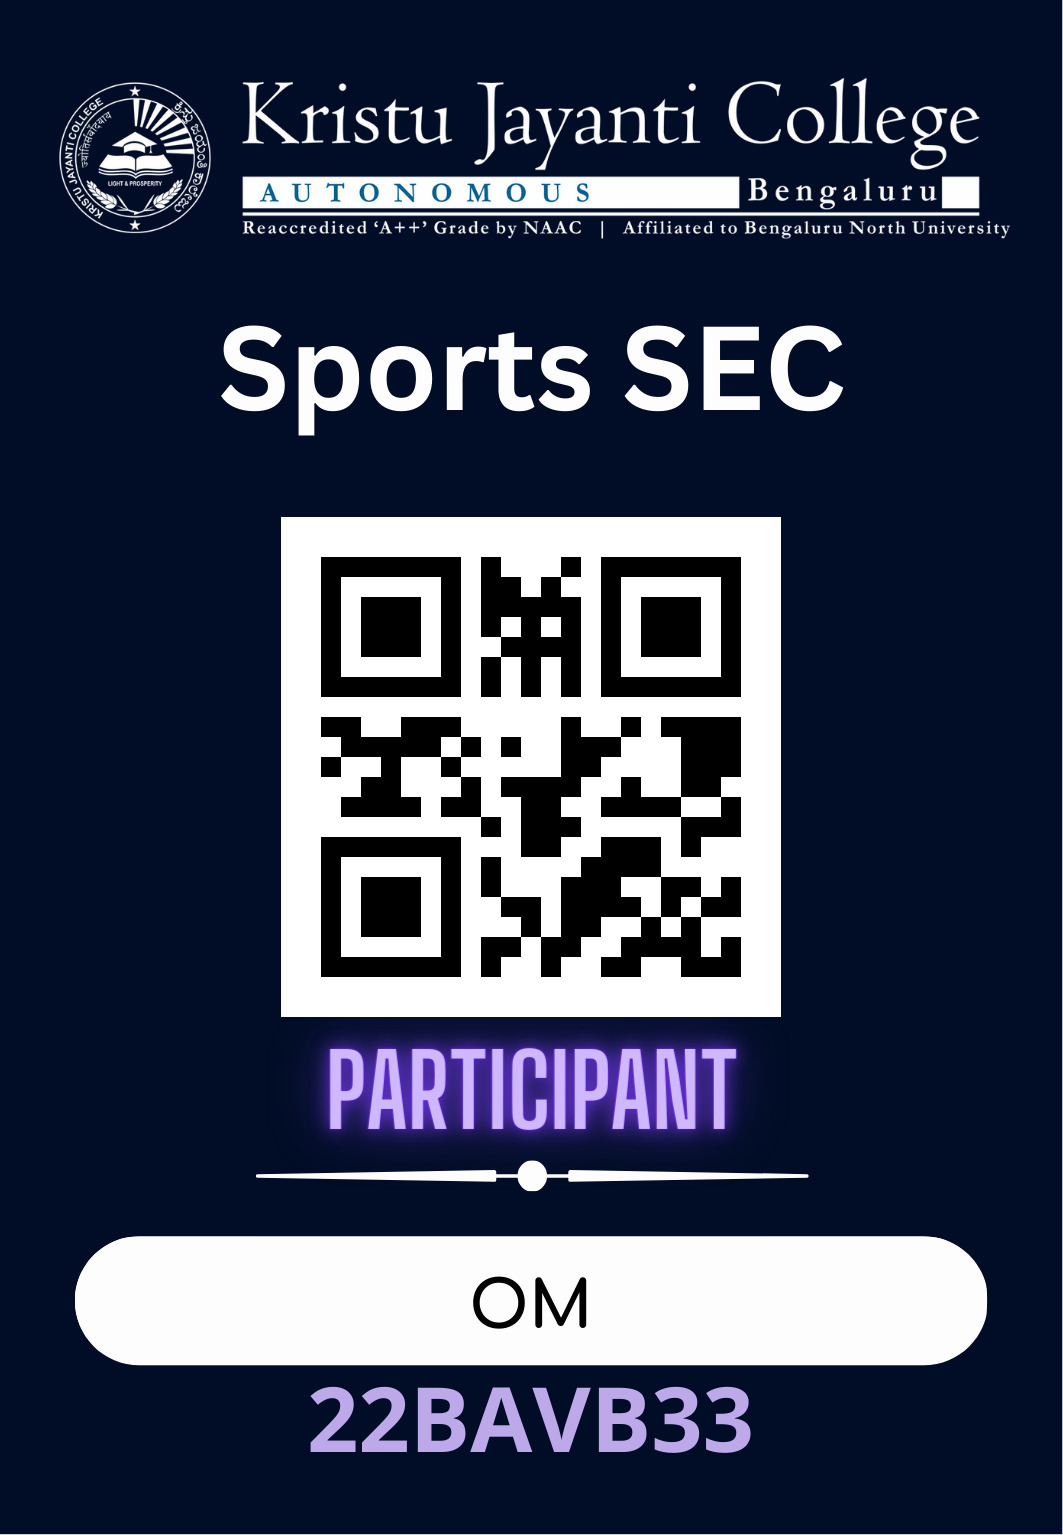 KRISTU JAYANTI COLLEGE
ಕ್ರಿಸ್ತು ಜಯಂತಿ ಕಾಲೇಜು
LIGHT & PROSPERITY
Kristu Jayanti College
AUTONOMOUS Bengaluru
Reaccredited ‘A++’ Grade by NAAC | Affiliated to Bengaluru North University
Sports SEC
PARTICIPANT
OM
22BAVB33